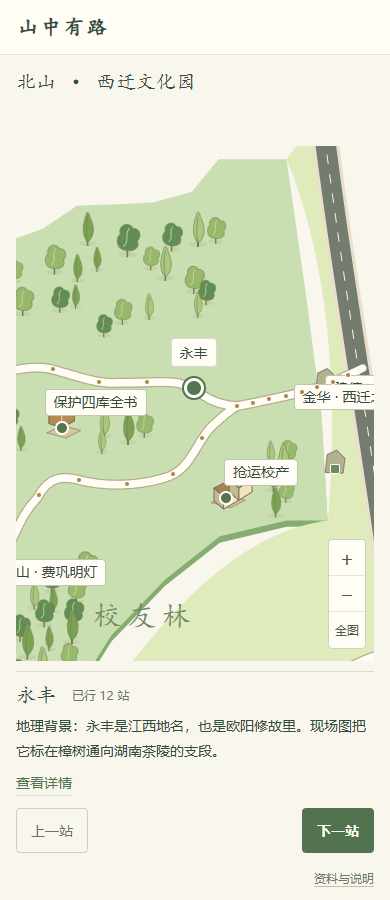 山中有路
北山 • 西迁文化园
永丰
金华 · 西迁
保护四库全书
抢运校产
山 · 费巩明灯
校友林
+
−
全图
永丰 已行 12 站
地理背景：永丰是江西地名，也是欧阳修故里。现场图把
它标在樟树通向湖南茶陵的支段。
查看详情
上一站
下一站
资料与说明